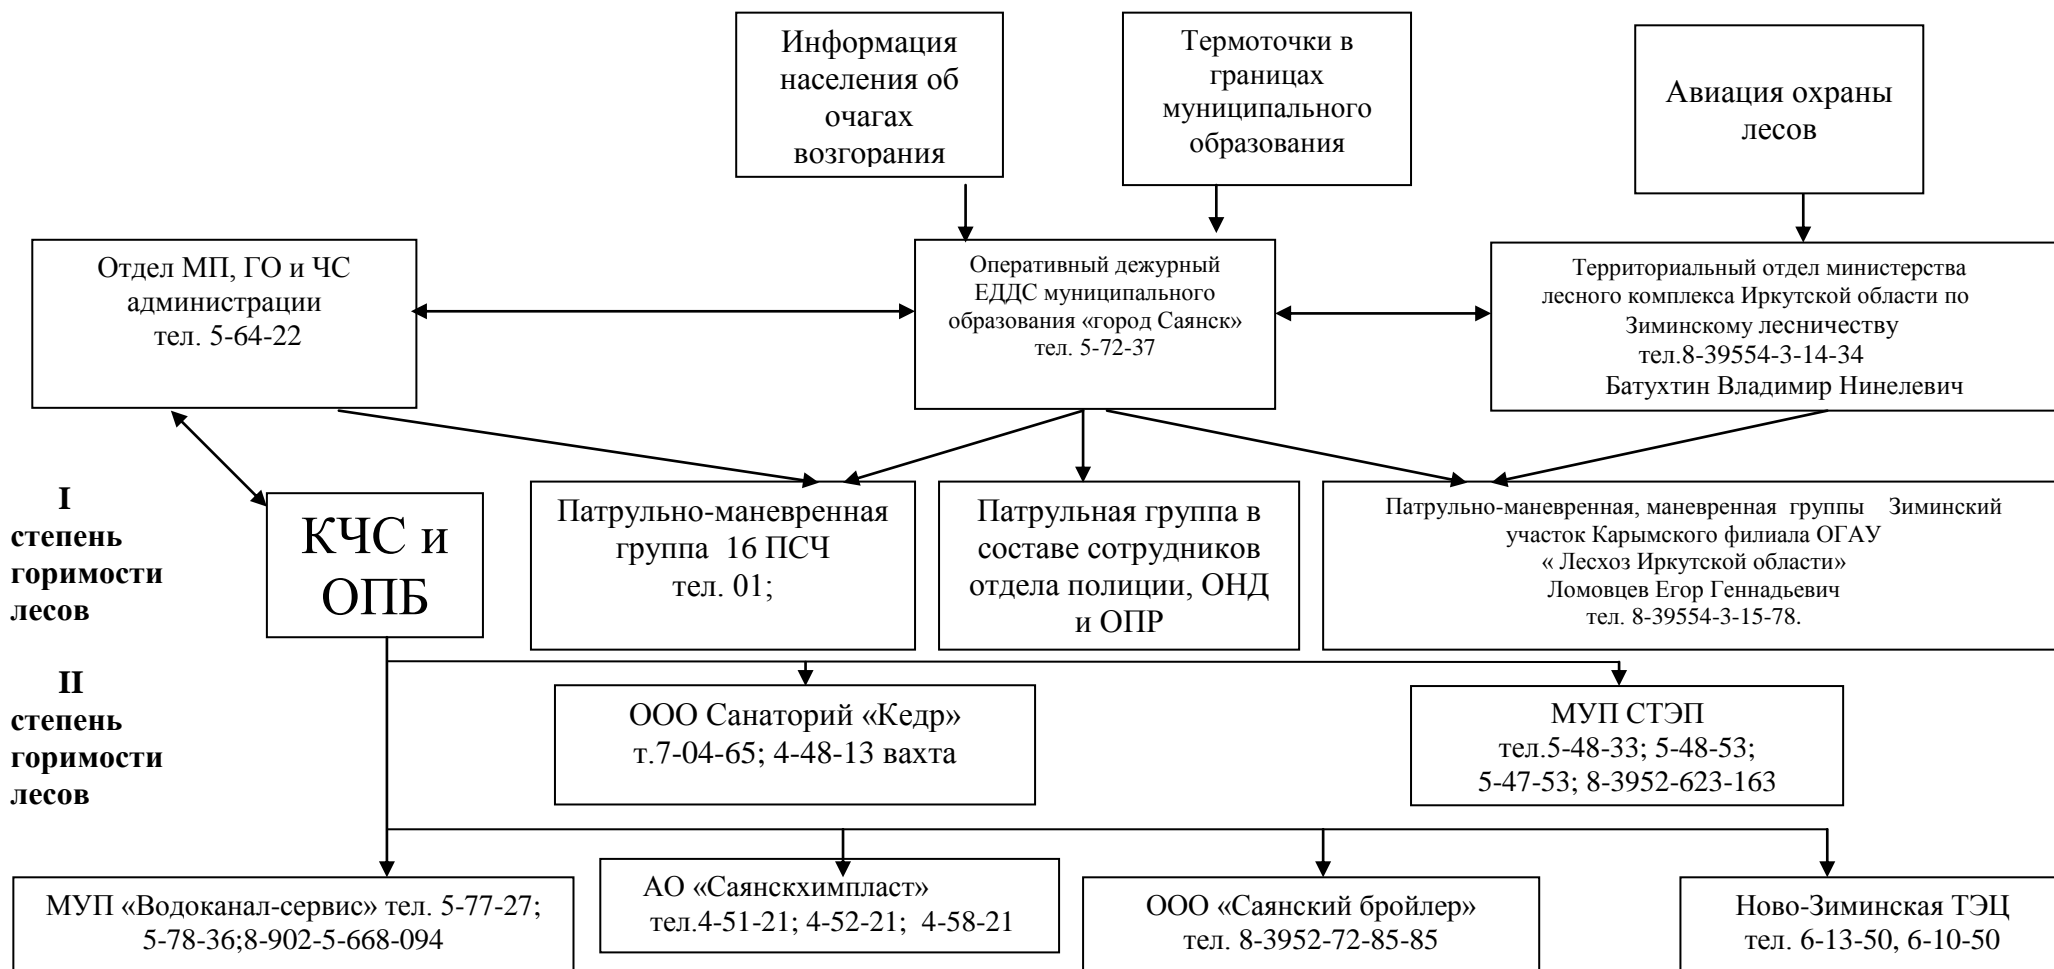 Информация
населения об
очагах
возгорания
Термоточки в
границах
муниципального
образования
Авиация охраны
лесов
Отдел МП, ГО и ЧС
администрации
тел. 5-64-22
Оперативный дежурный
ЕДДС муниципального
образования «город Саянск»
тел. 5-72-37
Территориальный отдел министерства
лесного комплекса Иркутской области по
Зиминскому лесничеству
тел.8-39554-3-14-34
Батухтин Владимир Нинелевич
I
степень
горимости
лесов
КЧС и
ОПБ
Патрульно-маневренная
группа 16 ПСЧ
тел. 01;
Патрульная группа в
составе сотрудников
отдела полиции, ОНД
и ОПР
Патрульно-маневренная, маневренная группы Зиминский
участок Карымского филиала ОГАУ
« Лесхоз Иркутской области»
Ломовцев Егор Геннадьевич
тел. 8-39554-3-15-78.
II
степень
горимости
лесов
ООО Санаторий «Кедр»
т.7-04-65; 4-48-13 вахта
МУП СТЭП
тел.5-48-33; 5-48-53;
5-47-53; 8-3952-623-163
МУП «Водоканал-сервис» тел. 5-77-27;
5-78-36;8-902-5-668-094
АО «Саянскхимпласт»
тел.4-51-21; 4-52-21; 4-58-21
ООО «Саянский бройлер»
тел. 8-3952-72-85-85
Ново-Зиминская ТЭЦ
тел. 6-13-50, 6-10-50